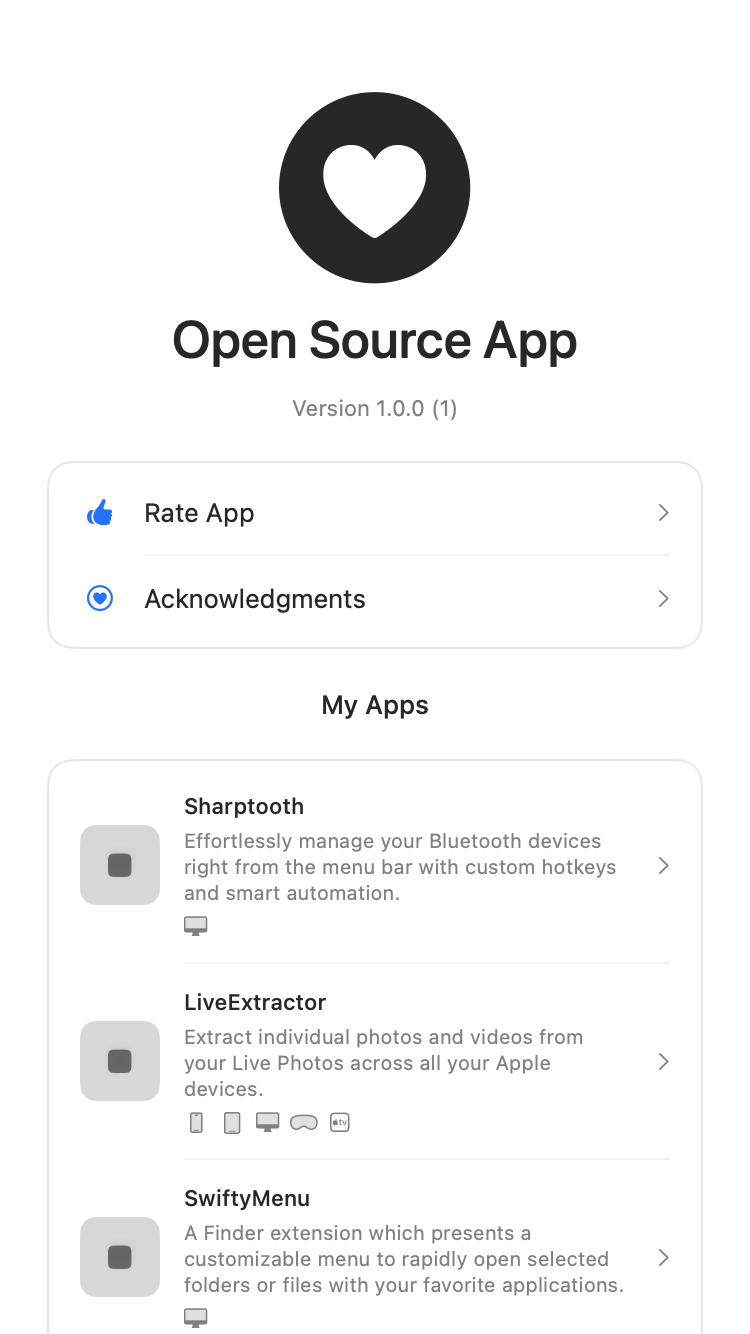 Open Source App
Version 1.0.0 (1)
Rate App
Acknowledgments
My Apps
Sharptooth
Effortlessly manage your Bluetooth devices
right from the menu bar with custom hotkeys
and smart automation.
LiveExtractor
Extract individual photos and videos from
your Live Photos across all your Apple
devices.
tv
SwiftyMenu
A Finder extension which presents a
customizable menu to rapidly open selected
folders or files with your favorite applications.